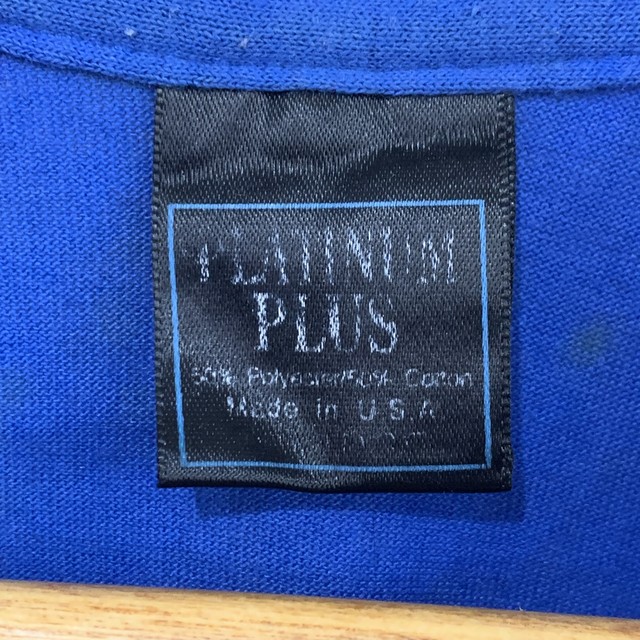 PLATINUM
PLUS
50% Polyester/50% Cotton
Made in U.S.A